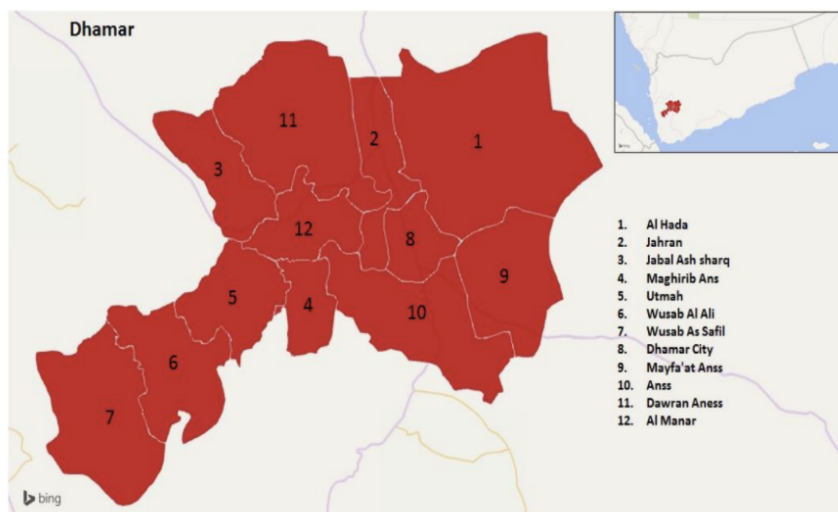 Dhamar
11
2
1
3
12
8
9
5
4
10
6
7
1. Al Hada
2. Jahran
3. Jabal Ash sharq
4. Maghirib Ans
5. Utmah
6. Wusab Al Ali
7. Wusab As Safil
8. Dhamar City
9. Mayfa'at Anss
10. Anss
11. Dawran Aness
12. Al Manar
bing